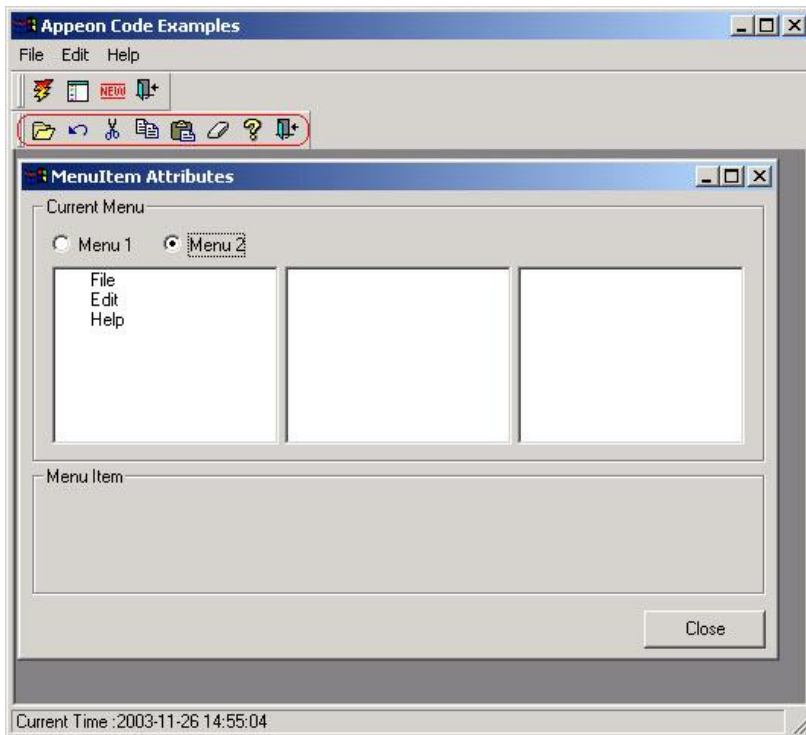 Appeon Code Examples
File Edit Help
NEW
MenuItem Attributes
Current Menu
Menu 1 Menu 2
File
Edit
Help
Menu Item
Close
Current Time :2003-11-26 14:55:04